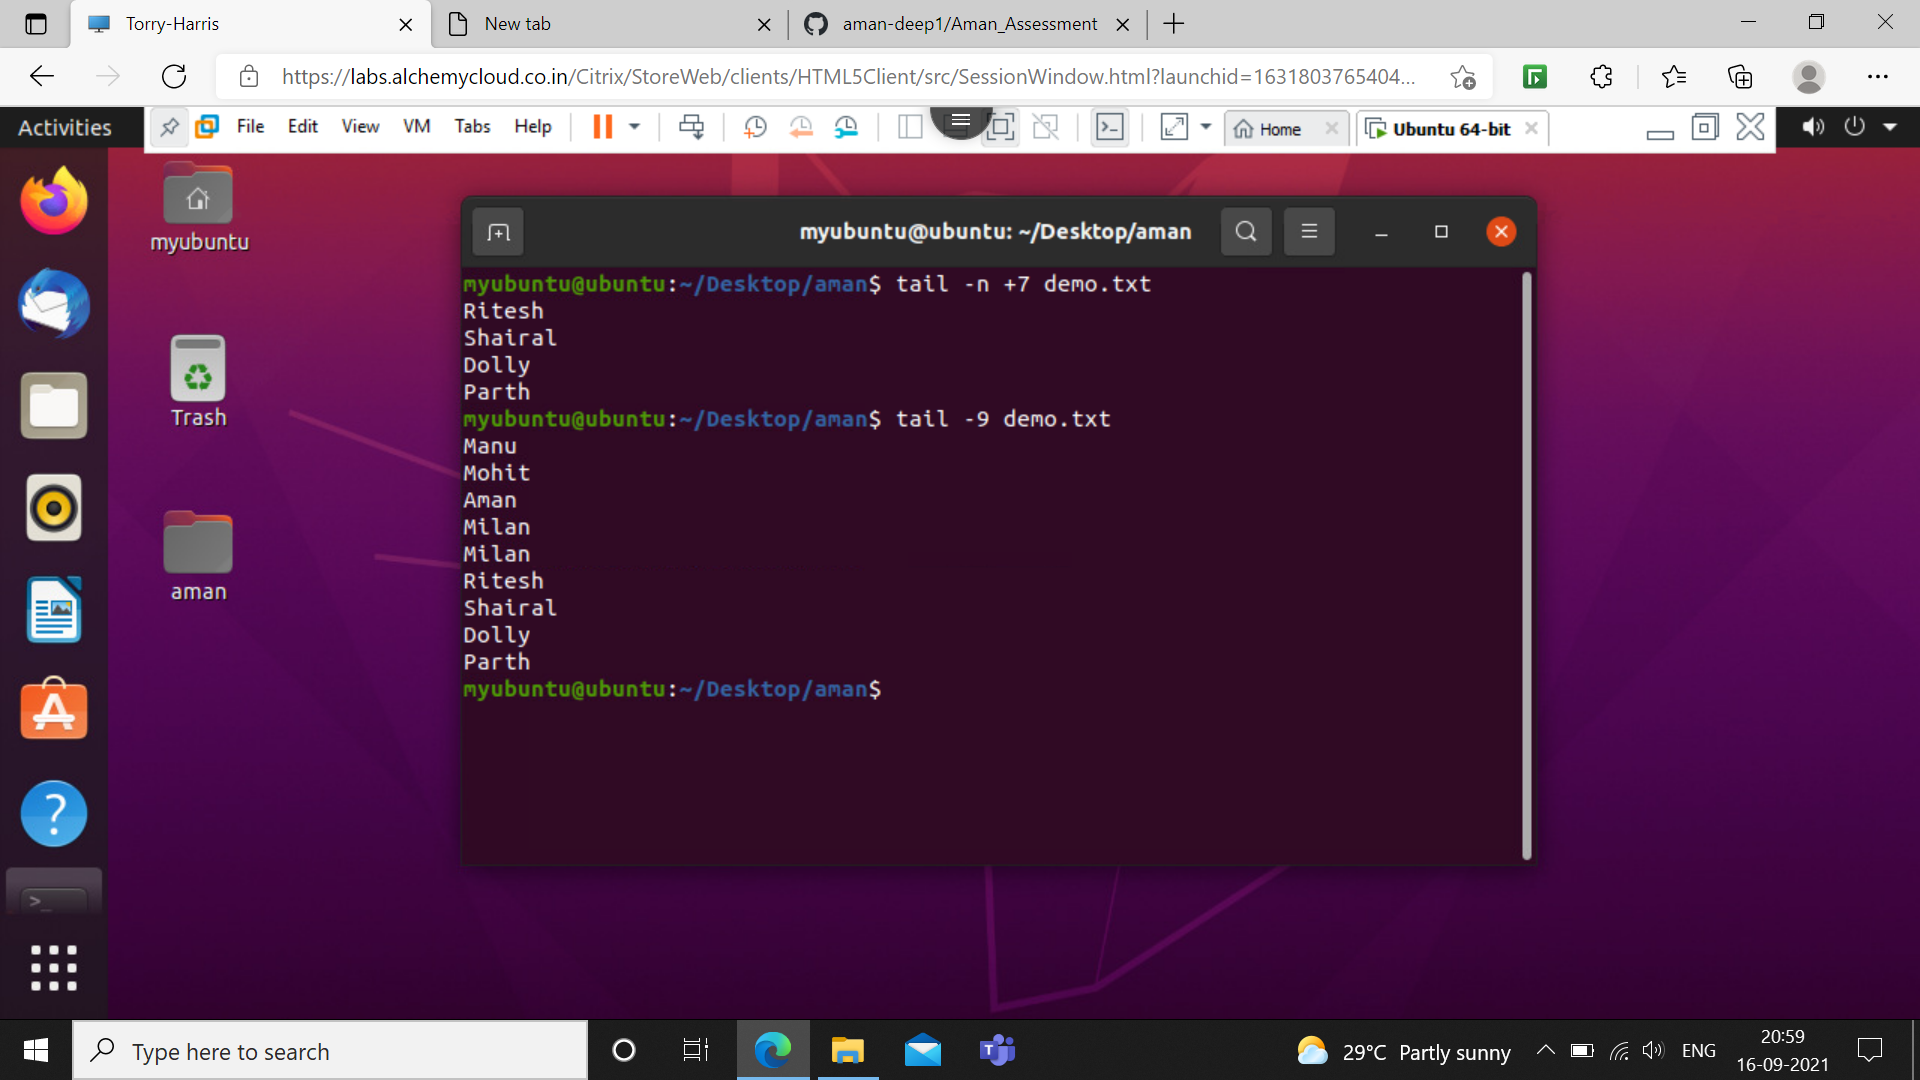 Torry-Harris
New tab
aman-deep1/Aman_Assessment
https://labs.alchemycloud.co.in/Citrix/StoreWeb/clients/HTML5Client/src/SessionWindow.html?launchid=1631803765404...
Activities
File Edit View VM Tabs Help
Home
Ubuntu 64-bit
myubuntu
Trash
aman
myubuntu@ubuntu: ~/Desktop/aman
myubuntu@ubuntu:~/Desktop/aman$ tail -n +7 demo.txt
Ritesh
Shairal
Dolly
Parth
myubuntu@ubuntu:~/Desktop/aman$ tail -9 demo.txt
Manu
Mohit
Aman
Milan
Milan
Ritesh
Shairal
Dolly
Parth
myubuntu@ubuntu:~/Desktop/aman$
Type here to search
29°C Partly sunny
ENG
20:59
16-09-2021